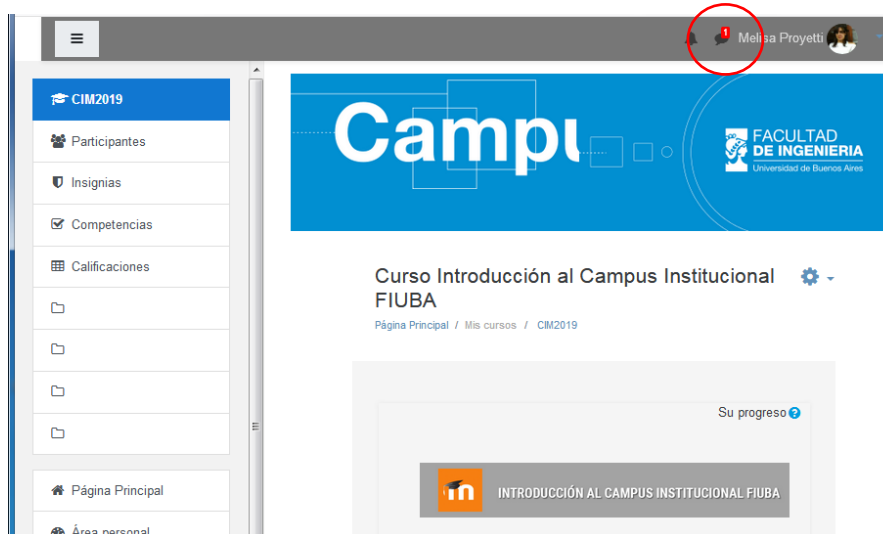 1
Melisa Proyetti
CIM2019
Participantes
Insignias
Competencias
Calificaciones
Página Principal
Área personal
Campu
FACULTAD
DE INGENIERIA
Universidad de Buenos Aires
Curso Introducción al Campus Institucional
FIUBA
Página Principal / Mis cursos / CIM2019
Su progreso
INTRODUCCIÓN AL CAMPUS INSTITUCIONAL FIUBA